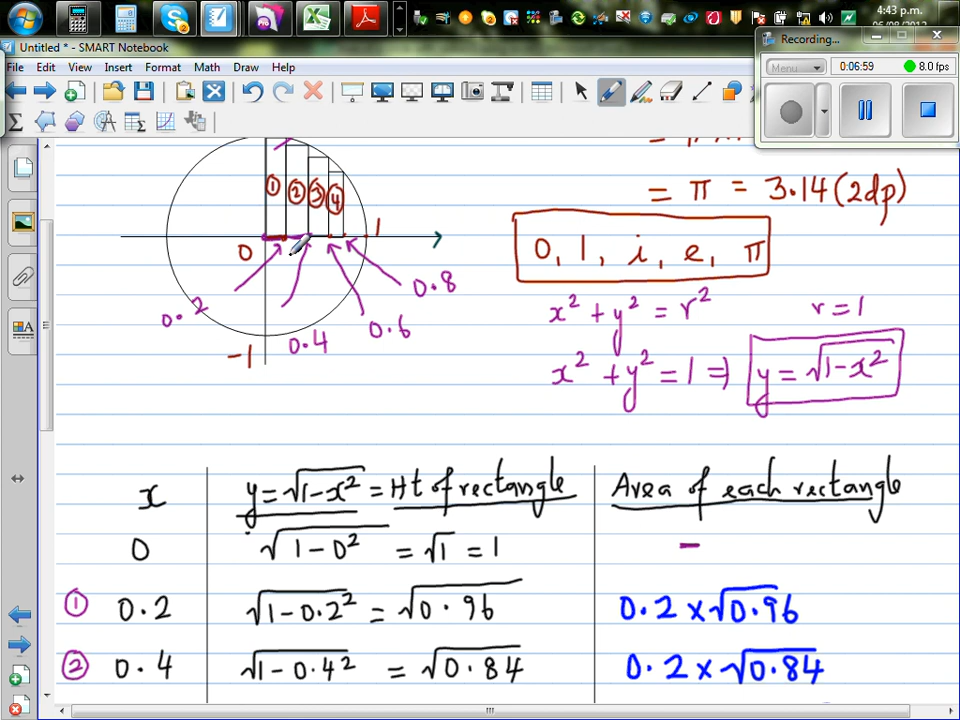 4:43 p.m.
06/08/2012
Untitled * - SMART Notebook
Recording...
File Edit View Insert Format Math Draw Help
Menu
0:06:59
8.0 fps
= π = 3.14 (2dp)
① ② ③ ④
0
1
0, 1, i, e, π
0.2
0.4
0.6
0.8
-1
x² + y² = r² r = 1
x² + y² = 1 ⇒ y = √1-x²
x y = √1-x² = Ht of rectangle Area of each rectangle
0 √1-0² = √1 = 1 -
① 0.2 √1-0.2² = √0.96 0.2 × √0.96
② 0.4 √1-0.4² = √0.84 0.2 × √0.84